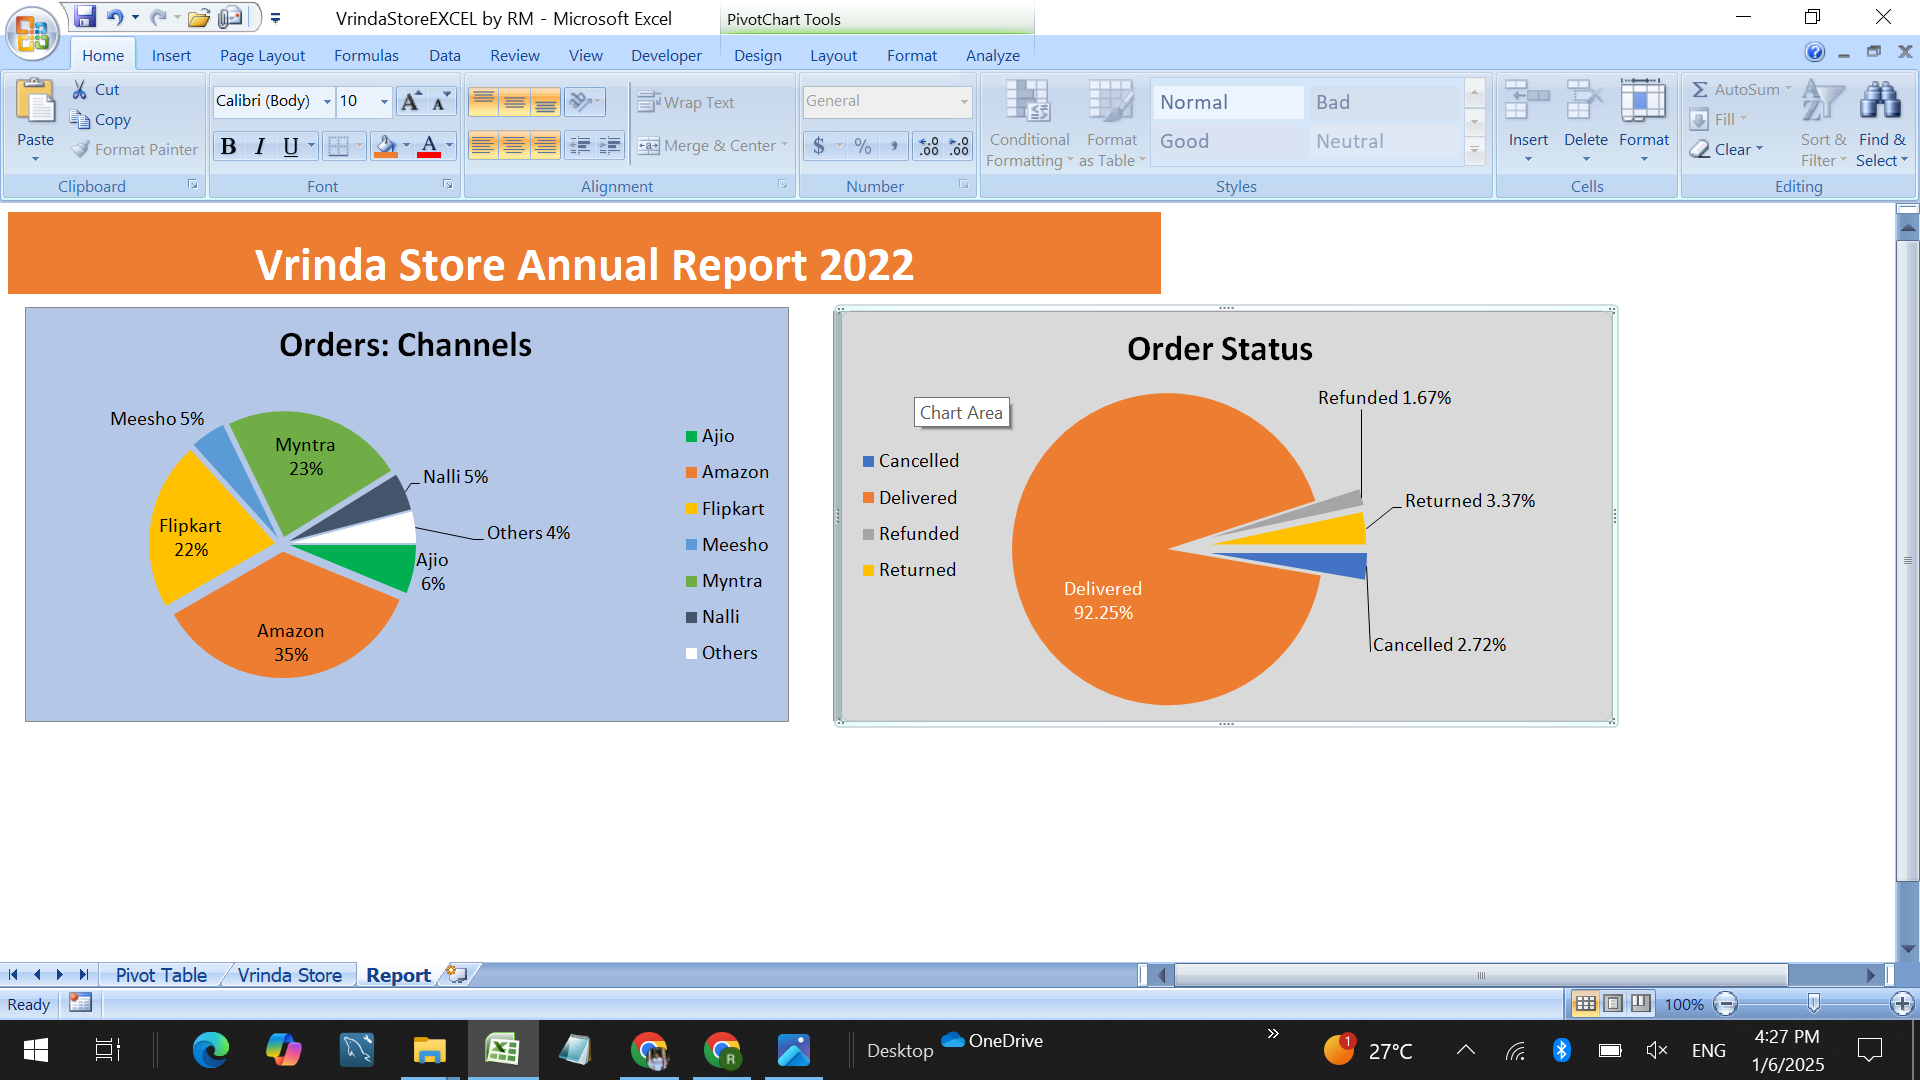 VrindaStoreEXCEL by RM - Microsoft Excel
PivotChart Tools
Home Insert Page Layout Formulas Data Review View Developer Design Layout Format Analyze
Paste
Cut
Copy
Format Painter
Clipboard
Calibri (Body) 10
B I U
Font
Wrap Text
Merge & Center
Alignment
General
$ % ,
Number
Conditional
Formatting
Format
as Table
Normal Bad
Good Neutral
Styles
Insert Delete Format
Cells
AutoSum
Fill
Clear
Sort &
Filter
Find &
Select
Editing
Vrinda Store Annual Report 2022
Orders: Channels
Meesho 5%
Myntra
23%
Nalli 5%
Flipkart
22%
Others 4%
Ajio
6%
Amazon
35%
Ajio
Amazon
Flipkart
Meesho
Myntra
Nalli
Others
Order Status
Chart Area
Refunded 1.67%
Returned 3.37%
Delivered
92.25%
Cancelled 2.72%
Cancelled
Delivered
Refunded
Returned
Pivot Table Vrinda Store Report
Ready
100%
Desktop
OneDrive
1
27°C
ENG
4:27 PM
1/6/2025